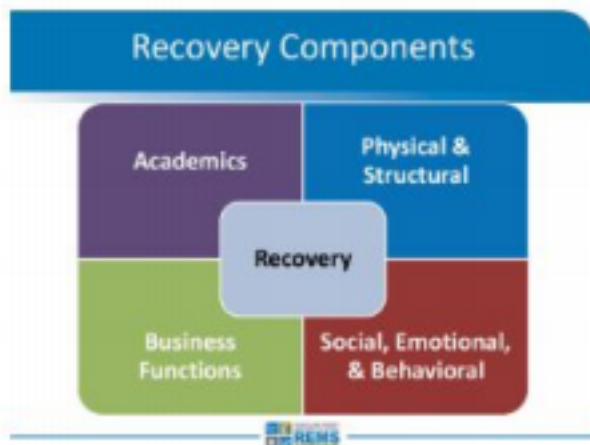 Recovery Components
Academics
Physical &
Structural
Recovery
Business
Functions
Social, Emotional,
& Behavioral
REMS